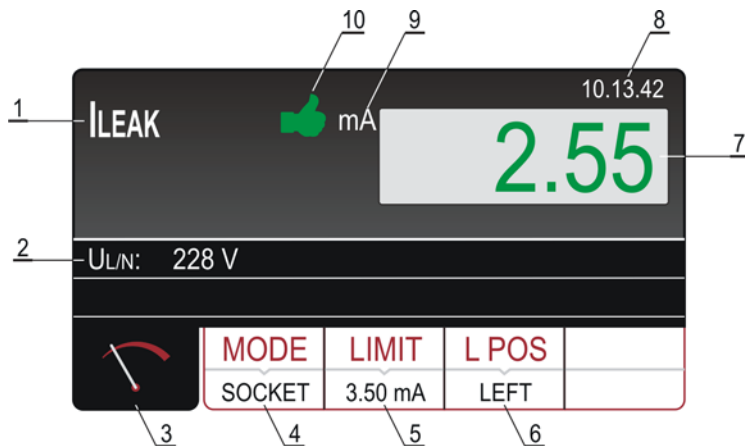 10 9 8
10.13.42
1 ILEAK mA 2.55 7
2 UL/N: 228 V
MODE LIMIT L POS
SOCKET 3.50 mA LEFT
3 4 5 6